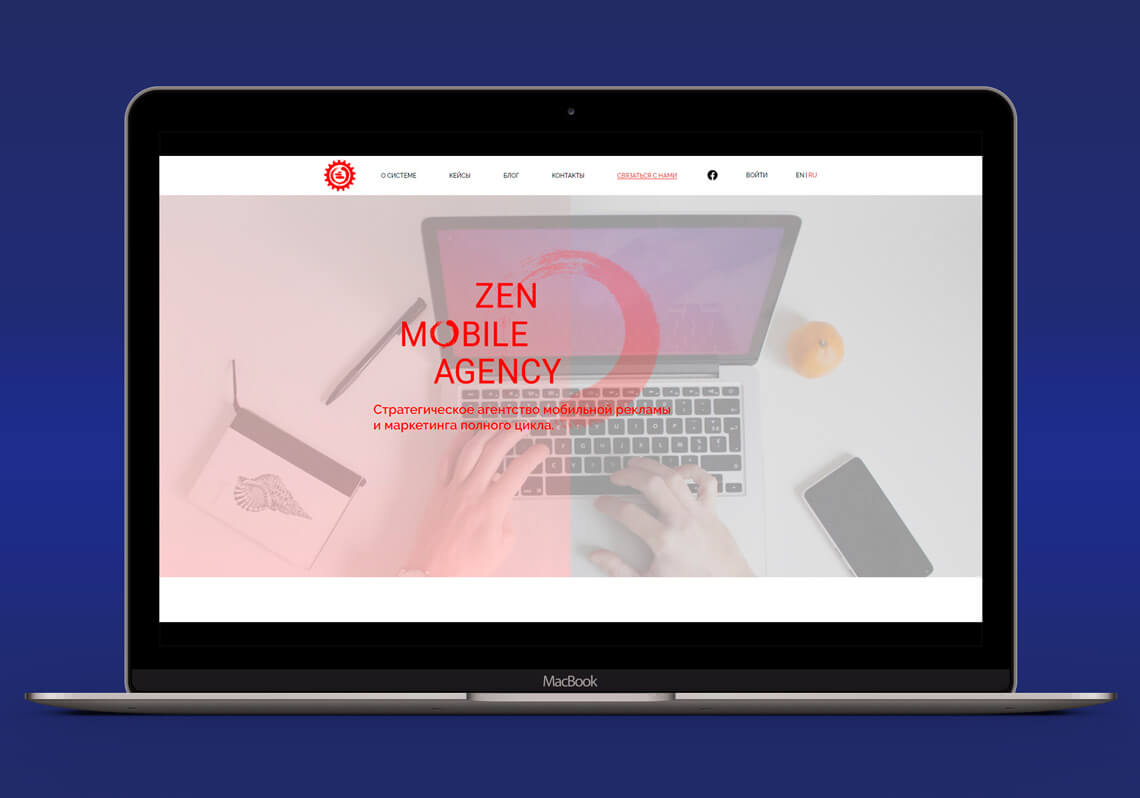 О СИСТЕМЕ КЕЙСЫ БЛОГ КОНТАКТЫ СВЯЗАТЬСЯ С НАМИ ВОЙТИ EN | RU
ZEN
MOBILE
AGENCY
Стратегическое агентство мобильной рекламы
и маркетинга полного цикла.
MacBook